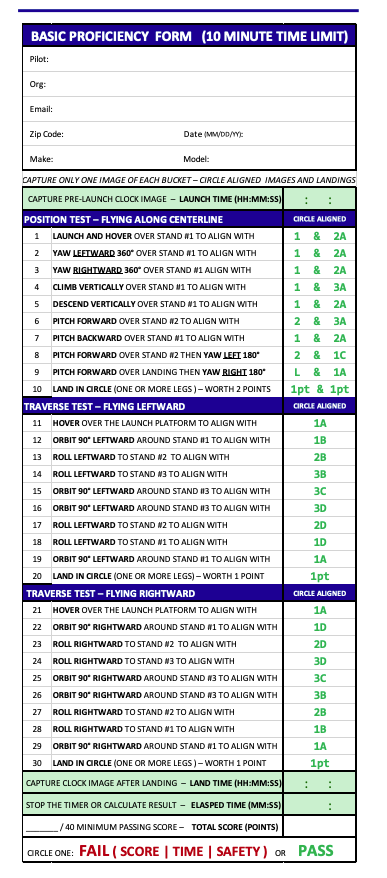 BASIC PROFICIENCY FORM (10 MINUTE TIME LIMIT)
Pilot:
Org:
Email:
Zip Code: Date (MM/DD/YY):
Make: Model:
CAPTURE ONLY ONE IMAGE OF EACH BUCKET – CIRCLE ALIGNED IMAGES AND LANDINGS
CAPTURE PRE-LAUNCH CLOCK IMAGE – LAUNCH TIME (HH:MM:SS) : :
POSITION TEST – FLYING ALONG CENTERLINE CIRCLE ALIGNED
1 LAUNCH AND HOVER OVER STAND #1 TO ALIGN WITH 1 & 2A
2 YAW LEFTWARD 360° OVER STAND #1 TO ALIGN WITH 1 & 2A
3 YAW RIGHTWARD 360° OVER STAND #1 ALIGN WITH 1 & 2A
4 CLIMB VERTICALLY OVER STAND #1 TO ALIGN WITH 1 & 3A
5 DESCEND VERTICALLY OVER STAND #1 TO ALIGN WITH 1 & 2A
6 PITCH FORWARD OVER STAND #2 TO ALIGN WITH 2 & 3A
7 PITCH BACKWARD OVER STAND #1 TO ALIGN WITH 1 & 2A
8 PITCH FORWARD OVER STAND #2 THEN YAW LEFT 180° 2 & 1C
9 PITCH FORWARD OVER LANDING THEN YAW RIGHT 180° L & 1A
10 LAND IN CIRCLE (ONE OR MORE LEGS ) – WORTH 2 POINTS 1pt & 1pt
TRAVERSE TEST – FLYING LEFTWARD CIRCLE ALIGNED
11 HOVER OVER THE LAUNCH PLATFORM TO ALIGN WITH 1A
12 ORBIT 90° LEFTWARD AROUND STAND #1 TO ALIGN WITH 1B
13 ROLL LEFTWARD TO STAND #2 TO ALIGN WITH 2B
14 ROLL LEFTWARD TO STAND #3 TO ALIGN WITH 3B
15 ORBIT 90° LEFTWARD AROUND STAND #3 TO ALIGN WITH 3C
16 ORBIT 90° LEFTWARD AROUND STAND #3 TO ALIGN WITH 3D
17 ROLL LEFTWARD TO STAND #2 TO ALIGN WITH 2D
18 ROLL LEFTWARD TO STAND #1 TO ALIGN WITH 1D
19 ORBIT 90° LEFTWARD AROUND STAND #1 TO ALIGN WITH 1A
20 LAND IN CIRCLE (ONE OR MORE LEGS) – WORTH 1 POINT 1pt
TRAVERSE TEST – FLYING RIGHTWARD CIRCLE ALIGNED
21 HOVER OVER THE LAUNCH PLATFORM TO ALIGN WITH 1A
22 ORBIT 90° RIGHTWARD AROUND STAND #1 TO ALIGN WITH 1D
23 ROLL RIGHTWARD TO STAND #2 TO ALIGN WITH 2D
24 ROLL RIGHTWARD TO STAND #3 TO ALIGN WITH 3D
25 ORBIT 90° RIGHTWARD AROUND STAND #3 TO ALIGN WITH 3C
26 ORBIT 90° RIGHTWARD AROUND STAND #3 TO ALIGN WITH 3B
27 ROLL RIGHTWARD TO STAND #2 TO ALIGN WITH 2B
28 ROLL RIGHTWARD TO STAND #1 TO ALIGN WITH 1B
29 ORBIT 90° RIGHTWARD AROUND STAND #1 TO ALIGN WITH 1A
30 LAND IN CIRCLE (ONE OR MORE LEGS ) – WORTH 1 POINT 1pt
CAPTURE CLOCK IMAGE AFTER LANDING – LAND TIME (HH:MM:SS) : :
STOP THE TIMER OR CALCULATE RESULT – ELASPED TIME (MM:SS) :
_______ / 40 MINIMUM PASSING SCORE – TOTAL SCORE (POINTS)
CIRCLE ONE: FAIL ( SCORE | TIME | SAFETY ) OR PASS